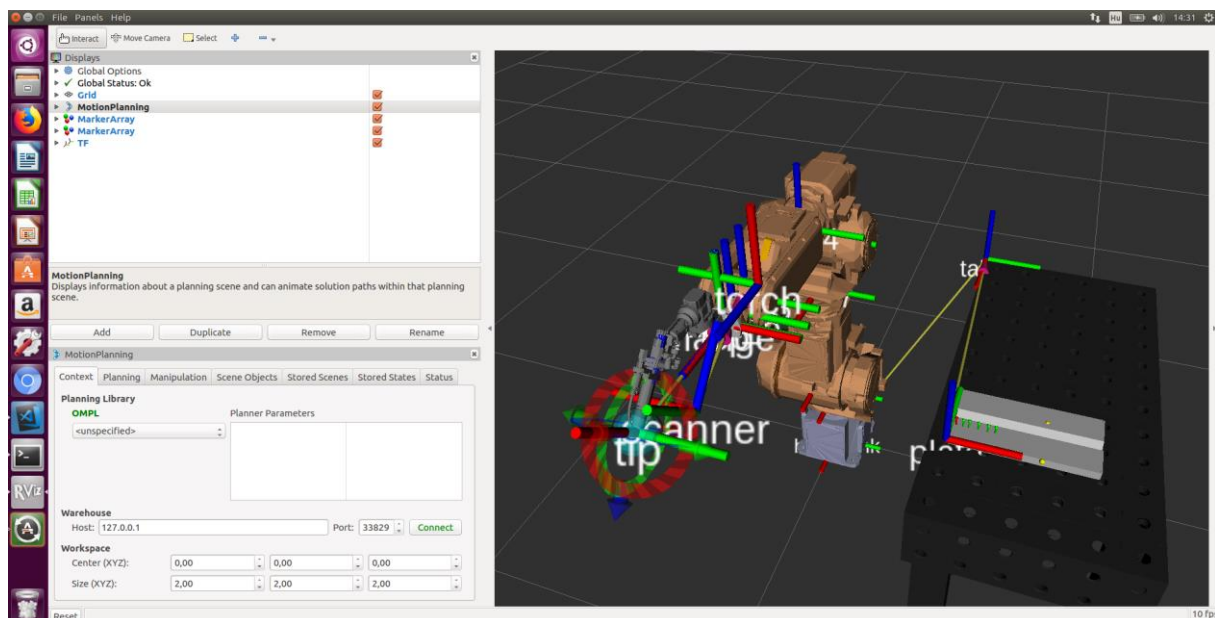 File Panels Help
Hu 14:31
Interact Move Camera Select
Displays
Global Options
Global Status: Ok
Grid
MotionPlanning
MarkerArray
MarkerArray
TF
MotionPlanning
Displays information about a planning scene and can animate solution paths within that planning
scene.
Add Duplicate Remove Rename
MotionPlanning
Context Planning Manipulation Scene Objects Stored Scenes Stored States Status
Planning Library
OMPL Planner Parameters
<unspecified>
Warehouse
Host: 127.0.0.1 Port: 33829 Connect
Workspace
Center (XYZ): 0,00 0,00 0,00
Size (XYZ): 2,00 2,00 2,00
Reset
4
torch
scanner
tip
RViz
10 fps